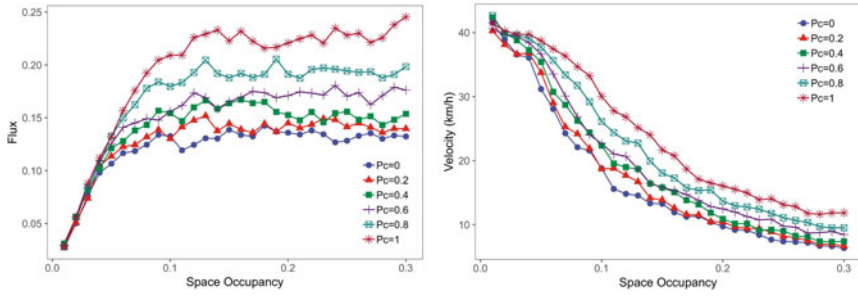 0.25
0.20
0.15
0.10
0.05
Flux
0.0
0.1
0.2
0.3
Space Occupancy
Pc=0
Pc=0.2
Pc=0.4
Pc=0.6
Pc=0.8
Pc=1
40
30
20
10
Velocity (km/h)
0.0
0.1
0.2
0.3
Space Occupancy
Pc=0
Pc=0.2
Pc=0.4
Pc=0.6
Pc=0.8
Pc=1